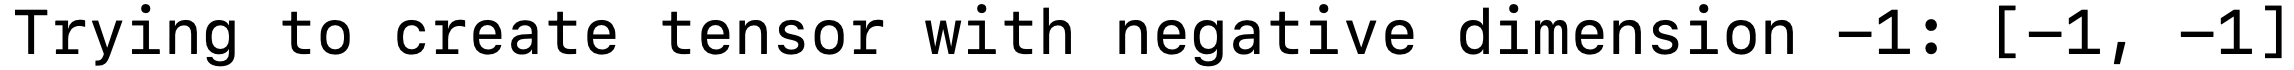 Trying to create tensor with negative dimension -1: [-1, -1]